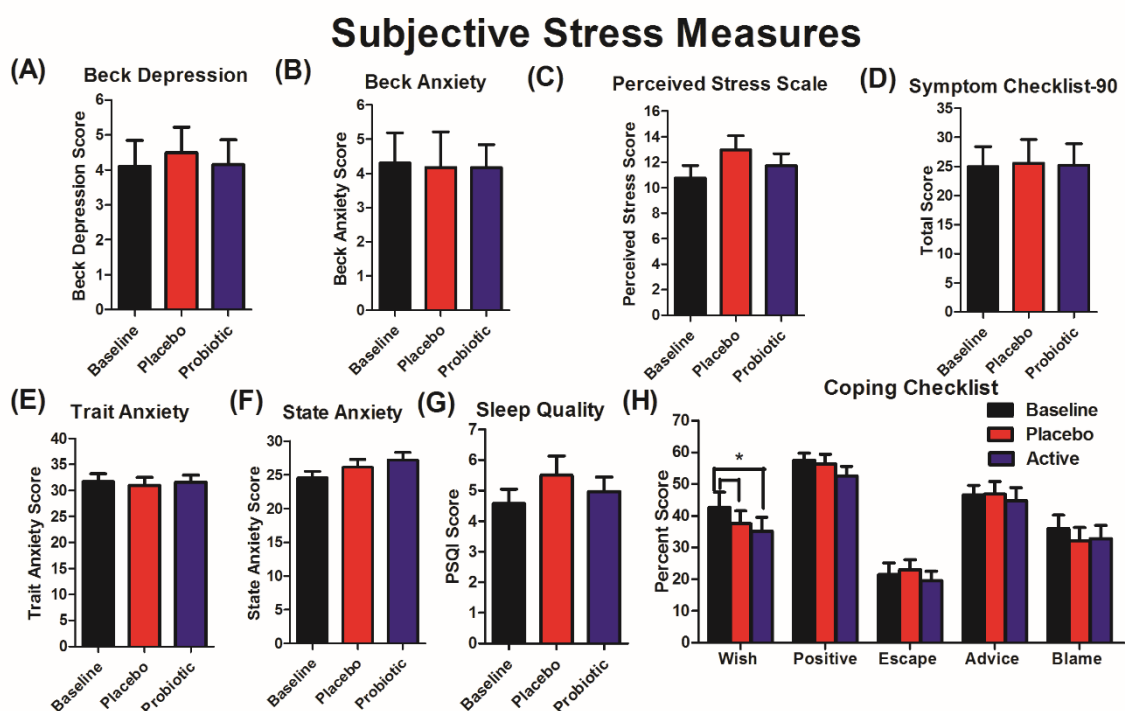 Subjective Stress Measures
(A)
Beck Depression
Beck Depression Score
6
5
4
3
2
1
0
Baseline
Placebo
Probiotic
(B)
Beck Anxiety
Beck Anxiety Score
6
5
4
3
2
1
0
Baseline
Placebo
Probiotic
(C)
Perceived Stress Scale
Perceived Stress Score
16
14
12
10
8
6
4
2
0
Baseline
Placebo
Probiotic
(D)
Symptom Checklist-90
Total Score
35
30
25
20
15
10
5
0
Baseline
Placebo
Probiotic
(E)
Trait Anxiety
Trait Anxiety Score
40
35
30
25
20
15
10
5
0
Baseline
Placebo
Probiotic
(F)
State Anxiety
State Anxiety Score
30
25
20
15
10
5
0
Baseline
Placebo
Probiotic
(G)
Sleep Quality
PSQI Score
7
6
5
4
3
2
1
0
Baseline
Placebo
Probiotic
(H)
Coping Checklist
Baseline
Placebo
Active
Percent Score
70
60
50
40
30
20
10
0
*
Wish
Positive
Escape
Advice
Blame